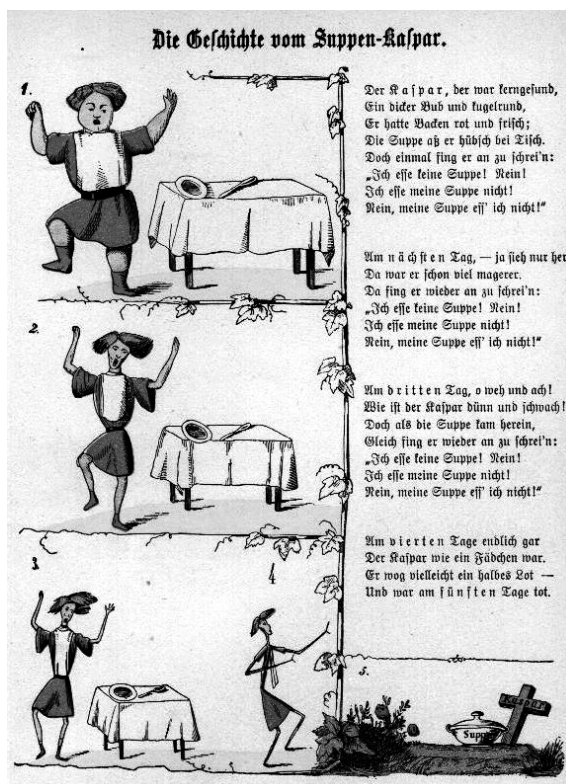 Die Geschichte vom Suppen-Kaspar.
1.
Der Kaspar, der war kerngesund,
Ein dicker Bub und kugelrund,
Er hatte Backen rot und frisch;
Die Suppe aß er hübsch bei Tisch.
Doch einmal fing er an zu schrei'n:
„Ich esse keine Suppe! Nein!
Ich esse meine Suppe nicht!
Nein, meine Suppe ess' ich nicht!"
2.
Am nächsten Tag, — ja sieh nur her
Da war er schon viel magerer.
Da fing er wieder an zu schrei'n:
„Ich esse keine Suppe! Nein!
Ich esse meine Suppe nicht!
Nein, meine Suppe ess' ich nicht!"
3.
Am dritten Tag, o weh und ach!
Wie ist der Kaspar dünn und schwach!
Doch als die Suppe kam herein,
Gleich fing er wieder an zu schrei'n:
„Ich esse keine Suppe! Nein!
Ich esse meine Suppe nicht!
Nein, meine Suppe ess' ich nicht!"
4
Am vierten Tage endlich gar
Der Kaspar wie ein Fädchen war.
Er wog vielleicht ein halbes Lot —
Und war am fünften Tage tot.
5.
Kaspar
Suppe